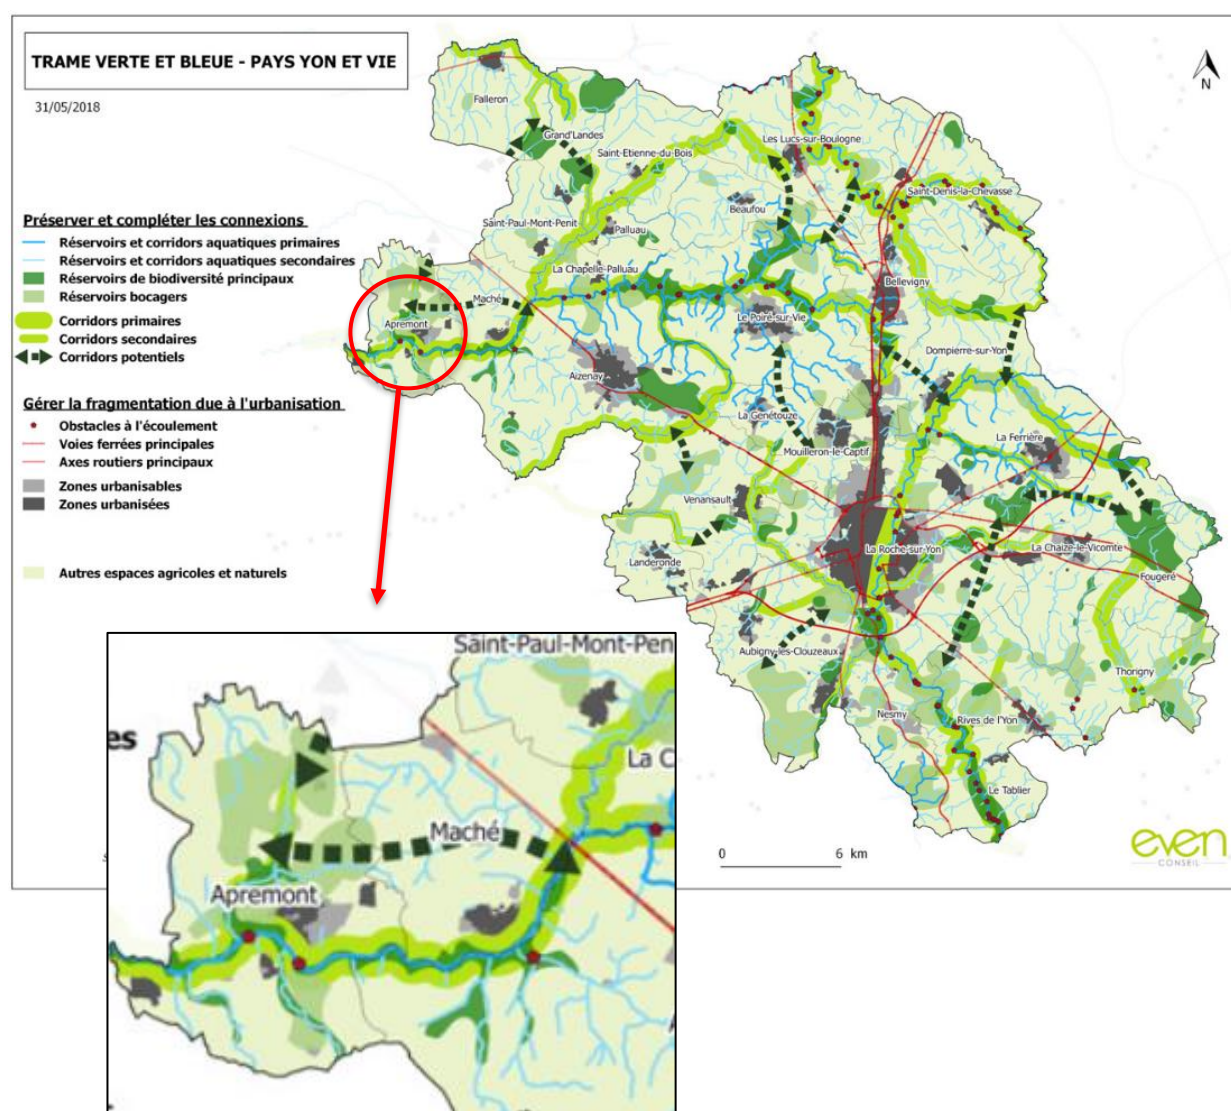 TRAME VERTE ET BLEUE - PAYS YON ET VIE
31/05/2018
N
Préserver et compléter les connexions
Réservoirs et corridors aquatiques primaires
Réservoirs et corridors aquatiques secondaires
Réservoirs de biodiversité principaux
Réservoirs bocagers
Corridors primaires
Corridors secondaires
Corridors potentiels
Gérer la fragmentation due à l'urbanisation
Obstacles à l'écoulement
Voies ferrées principales
Axes routiers principaux
Zones urbanisables
Zones urbanisées
Autres espaces agricoles et naturels
Falleron
Grand'Landes
Saint-Etienne-du-Bois
Les Lucs-sur-Boulogne
Saint-Denis-la-Chevasse
Beaufou
Saint-Paul-Mont-Penit
Palluau
La Chapelle-Palluau
Bellevigny
Maché
Apremont
Le Poiré-sur-Vie
Dompierre-sur-Yon
Aizenay
La Génétouze
La Ferrière
Mouilleron-le-Captif
Venansault
La Roche-sur-Yon
La Chaize-le-Vicomte
Landeronde
Fougeré
Aubigny-les-Clouzeaux
Thorigny
Nesmy
Rives de l'Yon
Le Tablier
0 6 km
even
CONSEIL
Saint-Paul-Mont-Pen
es
La C
Maché
Apremont